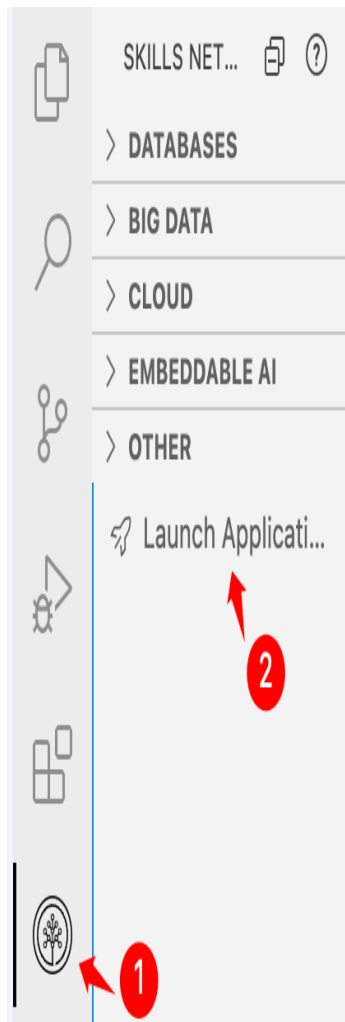 SKILLS NET...
DATABASES
BIG DATA
CLOUD
EMBEDDABLE AI
OTHER
Launch Applicati...
2
1